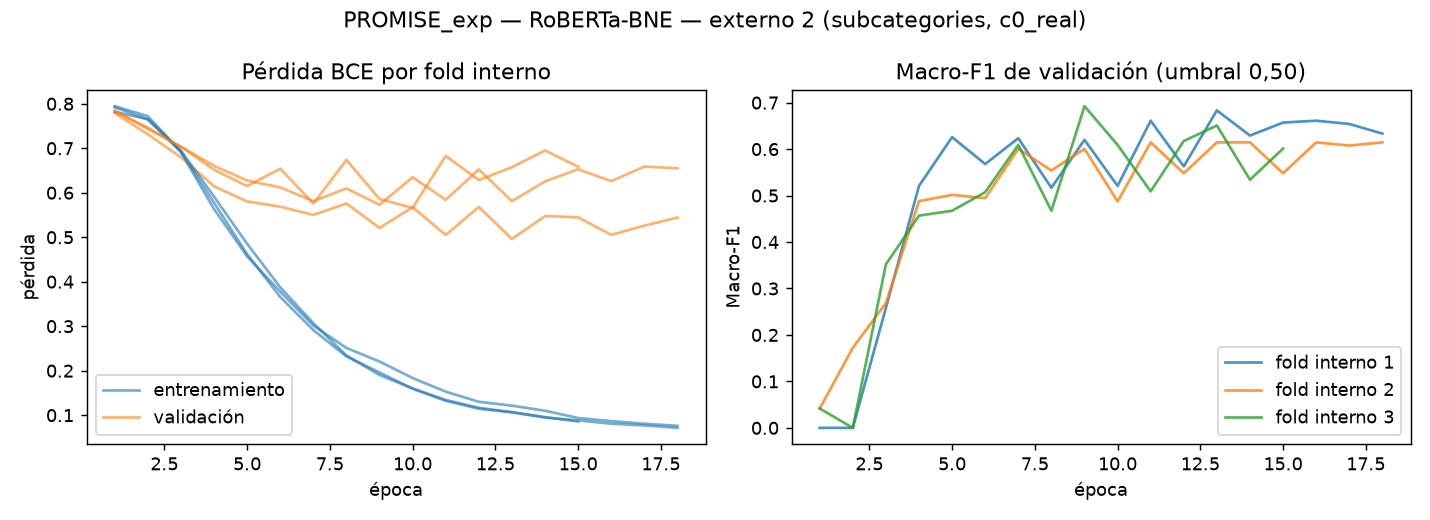 PROMISE_exp — RoBERTa-BNE — externo 2 (subcategories, c0_real)
Pérdida BCE por fold interno
0.8
0.7
0.6
0.5
0.4
0.3
0.2
0.1
pérdida
entrenamiento
validación
2.5 5.0 7.5 10.0 12.5 15.0 17.5
época
Macro-F1 de validación (umbral 0,50)
0.7
0.6
0.5
0.4
0.3
0.2
0.1
0.0
Macro-F1
fold interno 1
fold interno 2
fold interno 3
2.5 5.0 7.5 10.0 12.5 15.0 17.5
época